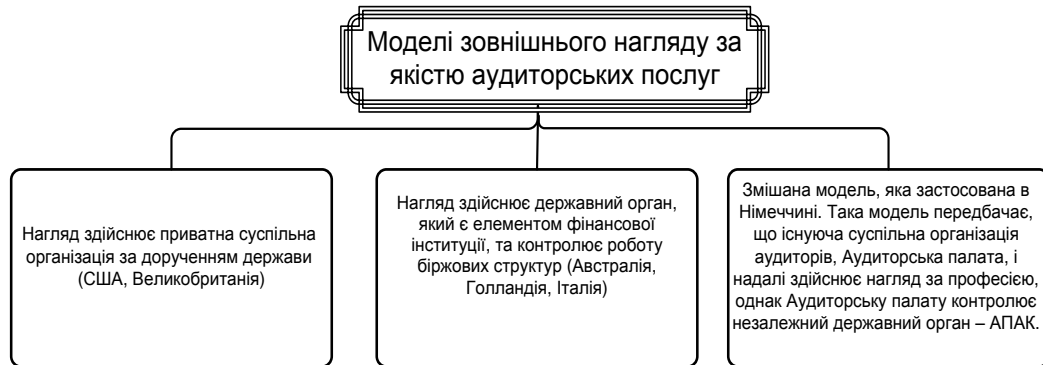 Моделі зовнішнього нагляду за
якістю аудиторських послуг
Нагляд здійснює приватна суспільна
організація за дорученням держави
(США, Великобританія)
Нагляд здійснює державний орган,
який є елементом фінансової
інституції, та контролює роботу
біржових структур (Австралія,
Голландія, Італія)
Змішана модель, яка застосована в
Німеччині. Така модель передбачає,
що існуюча суспільна організація
аудиторів, Аудиторська палата, і
надалі здійснює нагляд за професією,
однак Аудиторську палату контролює
незалежний державний орган – АПАК.